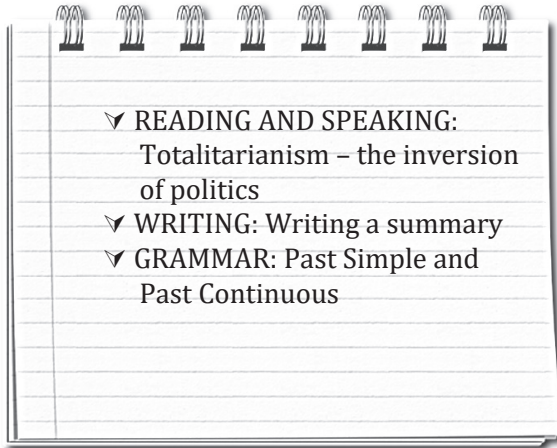 ⮛ READING AND SPEAKING:
Totalitarianism – the inversion
of politics
⮛ WRITING: Writing a summary
⮛ GRAMMAR: Past Simple and
Past Continuous